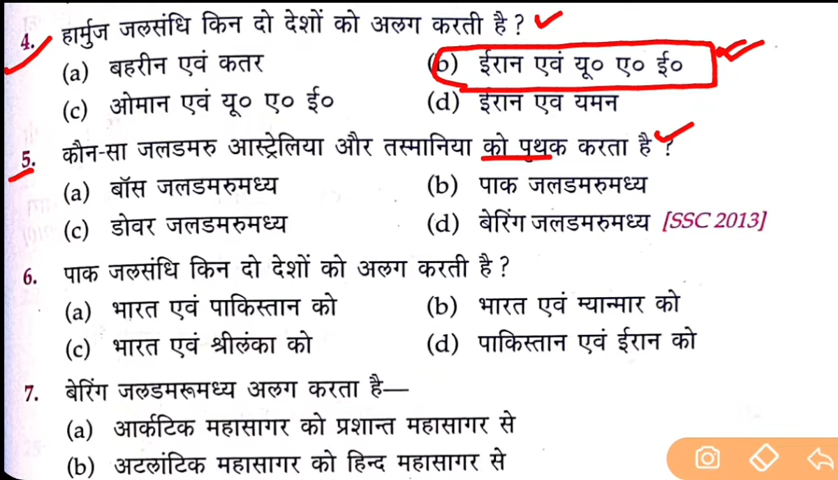 4. हार्मुज जलसंधि किन दो देशों को अलग करती है ?
(a) बहरीन एवं कतर (b) ईरान एवं यू० ए० ई०
(c) ओमान एवं यू० ए० ई० (d) ईरान एव यमन
5. कौन-सा जलडमरु आस्ट्रेलिया और तस्मानिया को पृथक करता है ?
(a) बॉस जलडमरुमध्य (b) पाक जलडमरुमध्य
(c) डोवर जलडमरुमध्य (d) बेरिंग जलडमरुमध्य [SSC 2013]
6. पाक जलसंधि किन दो देशों को अलग करती है ?
(a) भारत एवं पाकिस्तान को (b) भारत एवं म्यान्मार को
(c) भारत एवं श्रीलंका को (d) पाकिस्तान एवं ईरान को
7. बेरिंग जलडमरूमध्य अलग करता है—
(a) आर्कटिक महासागर को प्रशान्त महासागर से
(b) अटलांटिक महासागर को हिन्द महासागर से